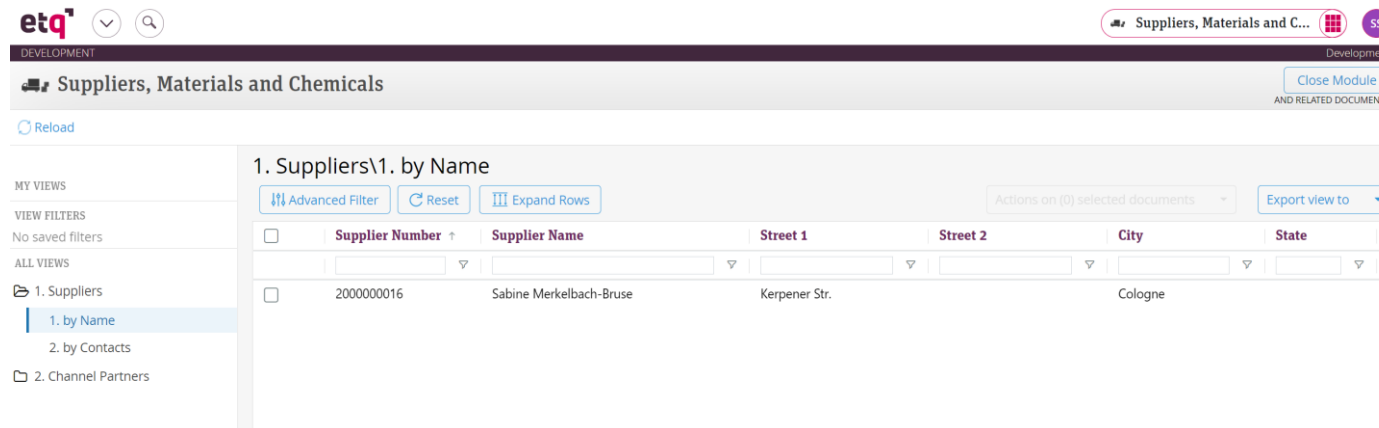 etq
Suppliers, Materials and C...
DEVELOPMENT
Suppliers, Materials and Chemicals
Close Module
AND RELATED
Reload
1. Suppliers\1. by Name
MY VIEWS
Advanced Filter Reset Expand Rows Actions on (0) selected documents Export view to
VIEW FILTERS
No saved filters
Supplier Number ↑ Supplier Name Street 1 Street 2 City State
ALL VIEWS
1. Suppliers
2000000016 Sabine Merkelbach-Bruse Kerpener Str. Cologne
1. by Name
2. by Contacts
2. Channel Partners